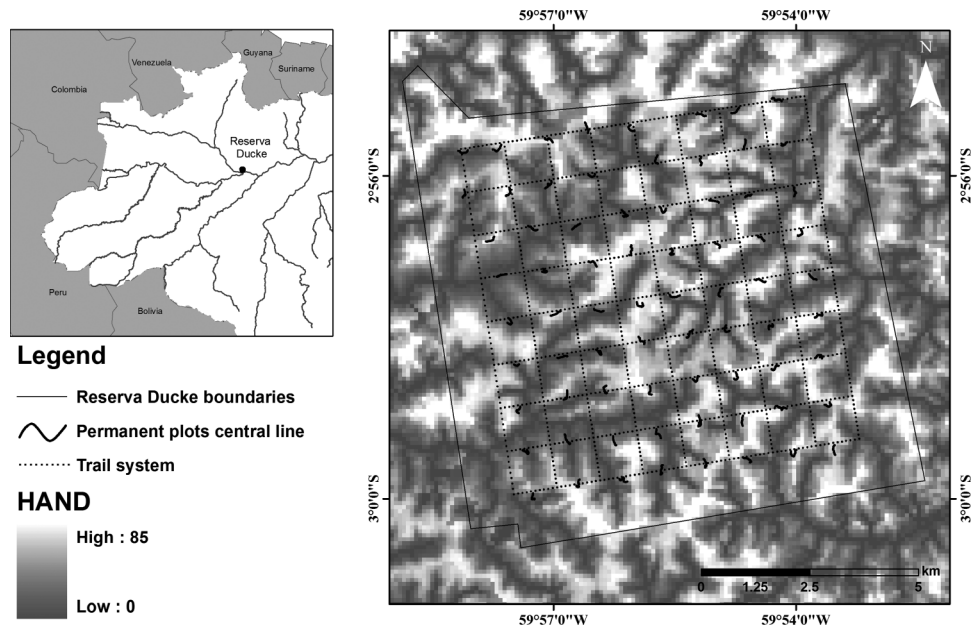 Venezuela
Guyana
Suriname
Colombia
Reserva
Ducke
Peru
Bolivia
Legend
Reserva Ducke boundaries
Permanent plots central line
Trail system
HAND
High : 85
Low : 0
59°57'0"W
59°54'0"W
N
2°56'0"S
2°56'0"S
3°0'0"S
3°0'0"S
km
0
1.25
2.5
5
59°57'0"W
59°54'0"W